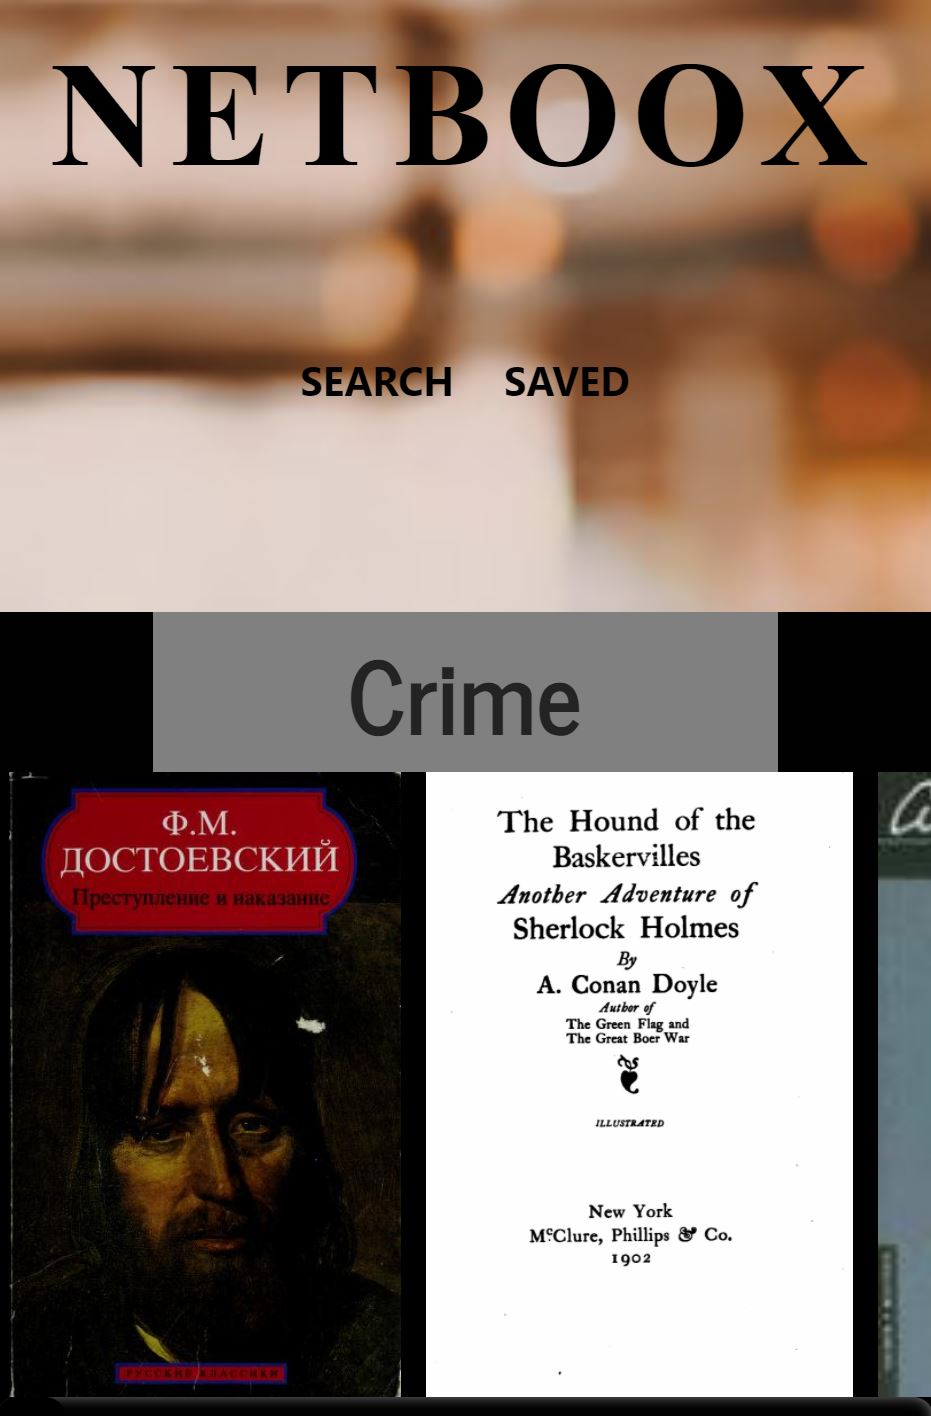 NETBOOX
SEARCH SAVED
Crime
Ф.М.
ДОСТОЕВСКИЙ
Преступление и наказание
РУССКИЕ КЛАССИКИ
The Hound of the
Baskervilles
Another Adventure of
Sherlock Holmes
By
A. Conan Doyle
Author of
The Green Flag and
The Great Boer War
ILLUSTRATED
New York
McClure, Phillips & Co.
1902